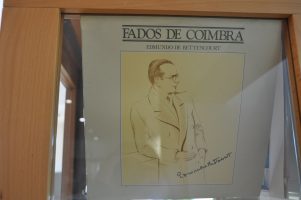 FADOS DE COIMBRA
EDMUNDO DE BETTENCOURT